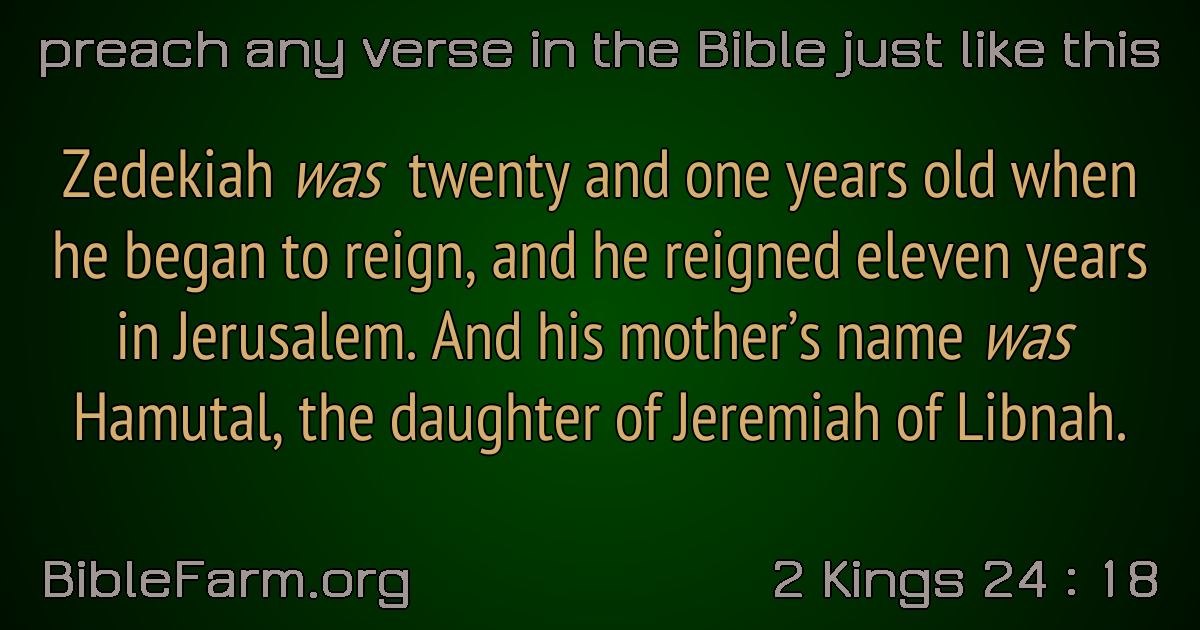 preach any verse in the Bible just like this
Zedekiah was twenty and one years old when
he began to reign, and he reigned eleven years
in Jerusalem. And his mother’s name was
Hamutal, the daughter of Jeremiah of Libnah.
BibleFarm.org
2 Kings 24 : 18